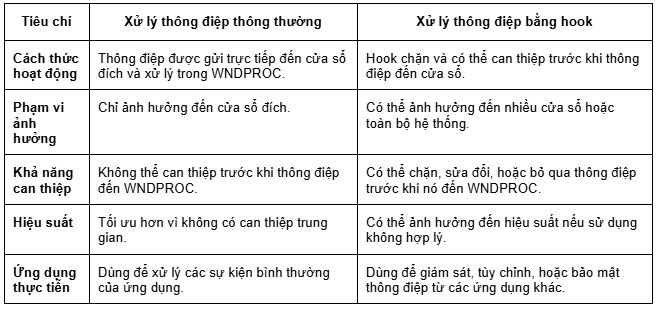 Tiêu chí
Xử lý thông điệp thông thường
Xử lý thông điệp bằng hook
Cách thức
hoạt động
Thông điệp được gửi trực tiếp đến cửa sổ
đích và xử lý trong WNDPROC.
Hook chặn và có thể can thiệp trước khi thông
điệp đến cửa sổ.
Phạm vi
ảnh
hưởng
Chỉ ảnh hưởng đến cửa sổ đích.
Có thể ảnh hưởng đến nhiều cửa sổ hoặc
toàn bộ hệ thống.
Khả năng
can thiệp
Không thể can thiệp trước khi thông điệp
đến WNDPROC.
Có thể chặn, sửa đổi, hoặc bỏ qua thông điệp
trước khi nó đến WNDPROC.
Hiệu suất
Tối ưu hơn vì không có can thiệp trung
gian.
Có thể ảnh hưởng đến hiệu suất nếu sử dụng
không hợp lý.
Ứng dụng
thực tiễn
Dùng để xử lý các sự kiện bình thường
của ứng dụng.
Dùng để giám sát, tùy chỉnh, hoặc bảo mật
thông điệp từ các ứng dụng khác.